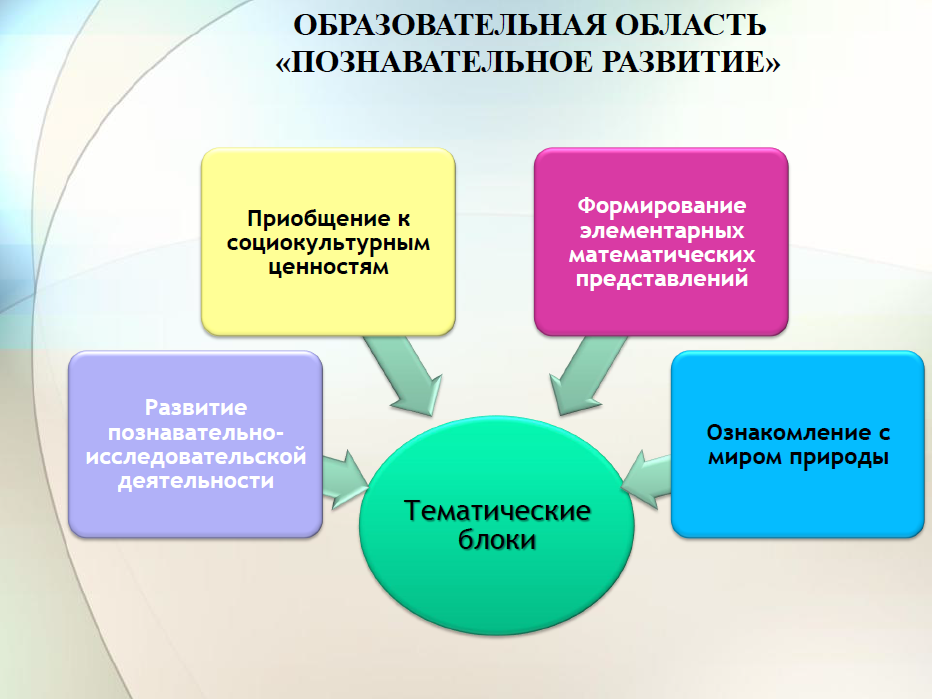 ОБРАЗОВАТЕЛЬНАЯ ОБЛАСТЬ
«ПОЗНАВАТЕЛЬНОЕ РАЗВИТИЕ»
Приобщение к
социокультурным
ценностям
Формирование
элементарных
математических
представлений
Развитие
познавательно-
исследовательской
деятельности
Ознакомление с
миром природы
Тематические
блоки